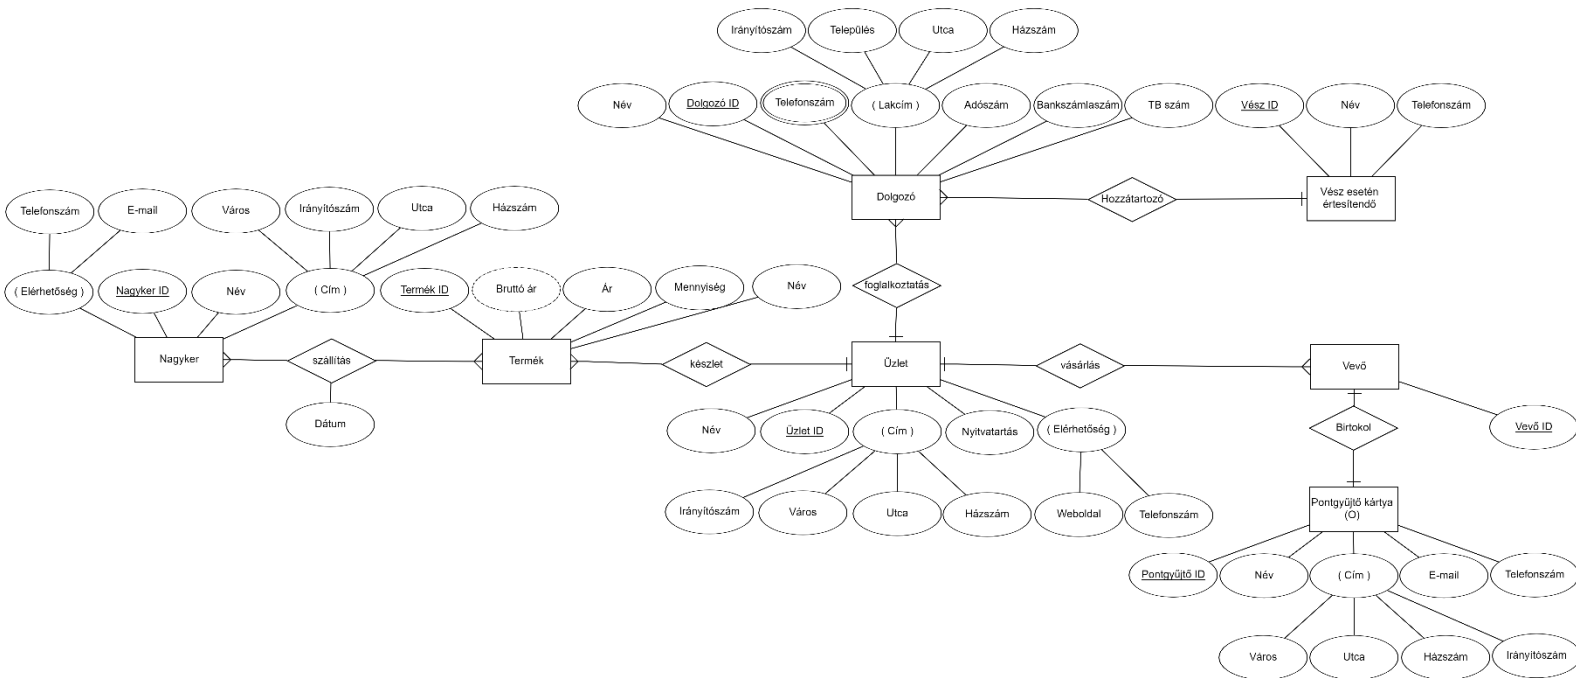 Irányítószám
Település
Utca
Házszám
Név
Dolgozó ID
Telefonszám
( Lakcím )
Adószám
Bankszámlaszám
TB szám
Vész ID
Név
Telefonszám
Dolgozó
Hozzátartozó
Vész esetén
értesítendő
Telefonszám
E-mail
Város
Irányítószám
Utca
Házszám
( Elérhetőség )
Nagyker ID
Név
( Cím )
Termék ID
Bruttó ár
Ár
Mennyiség
Név
foglalkoztatás
Nagyker
szállítás
Termék
készlet
Üzlet
vásárlás
Vevő
Dátum
Név
Üzlet ID
( Cím )
Nyitvatartás
( Elérhetőség )
Birtokol
Vevő ID
Irányítószám
Város
Utca
Házszám
Weboldal
Telefonszám
Pontgyűjtő kártya
(O)
Pontgyűjtő ID
Név
( Cím )
E-mail
Telefonszám
Város
Utca
Házszám
Irányítószám